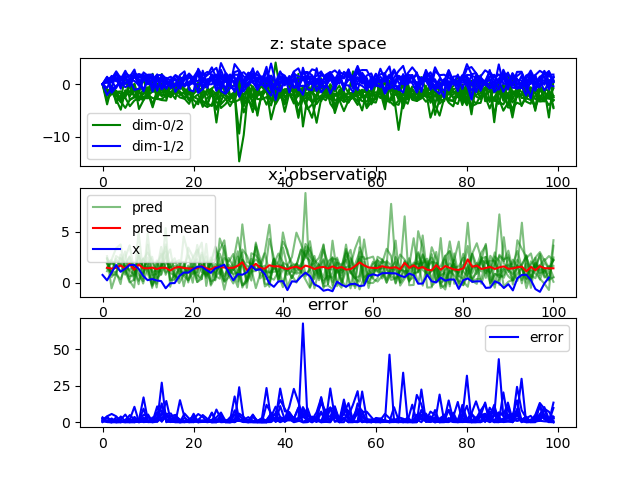 z: state space
0
−10
dim-0/2
dim-1/2
0 20 40 60 80 100
x: observation
5
0
pred
pred_mean
x
0 20 40 60 80 100
error
50
25
0
error
0 20 40 60 80 100